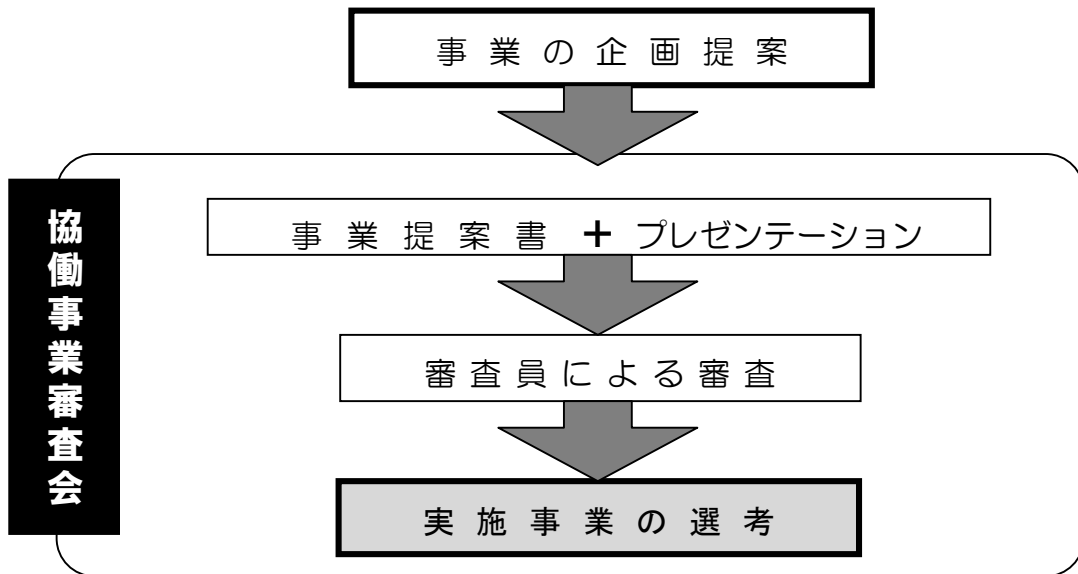 事業の企画提案
協働事業審査会
事業提案書 + プレゼンテーション
審査員による審査
実施事業の選考